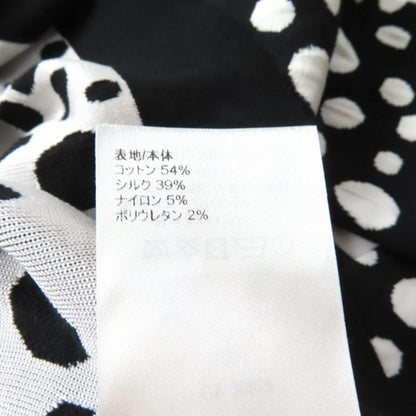 表地/本体
コットン 54%
シルク 39%
ナイロン 5%
ポリウレタン 2%